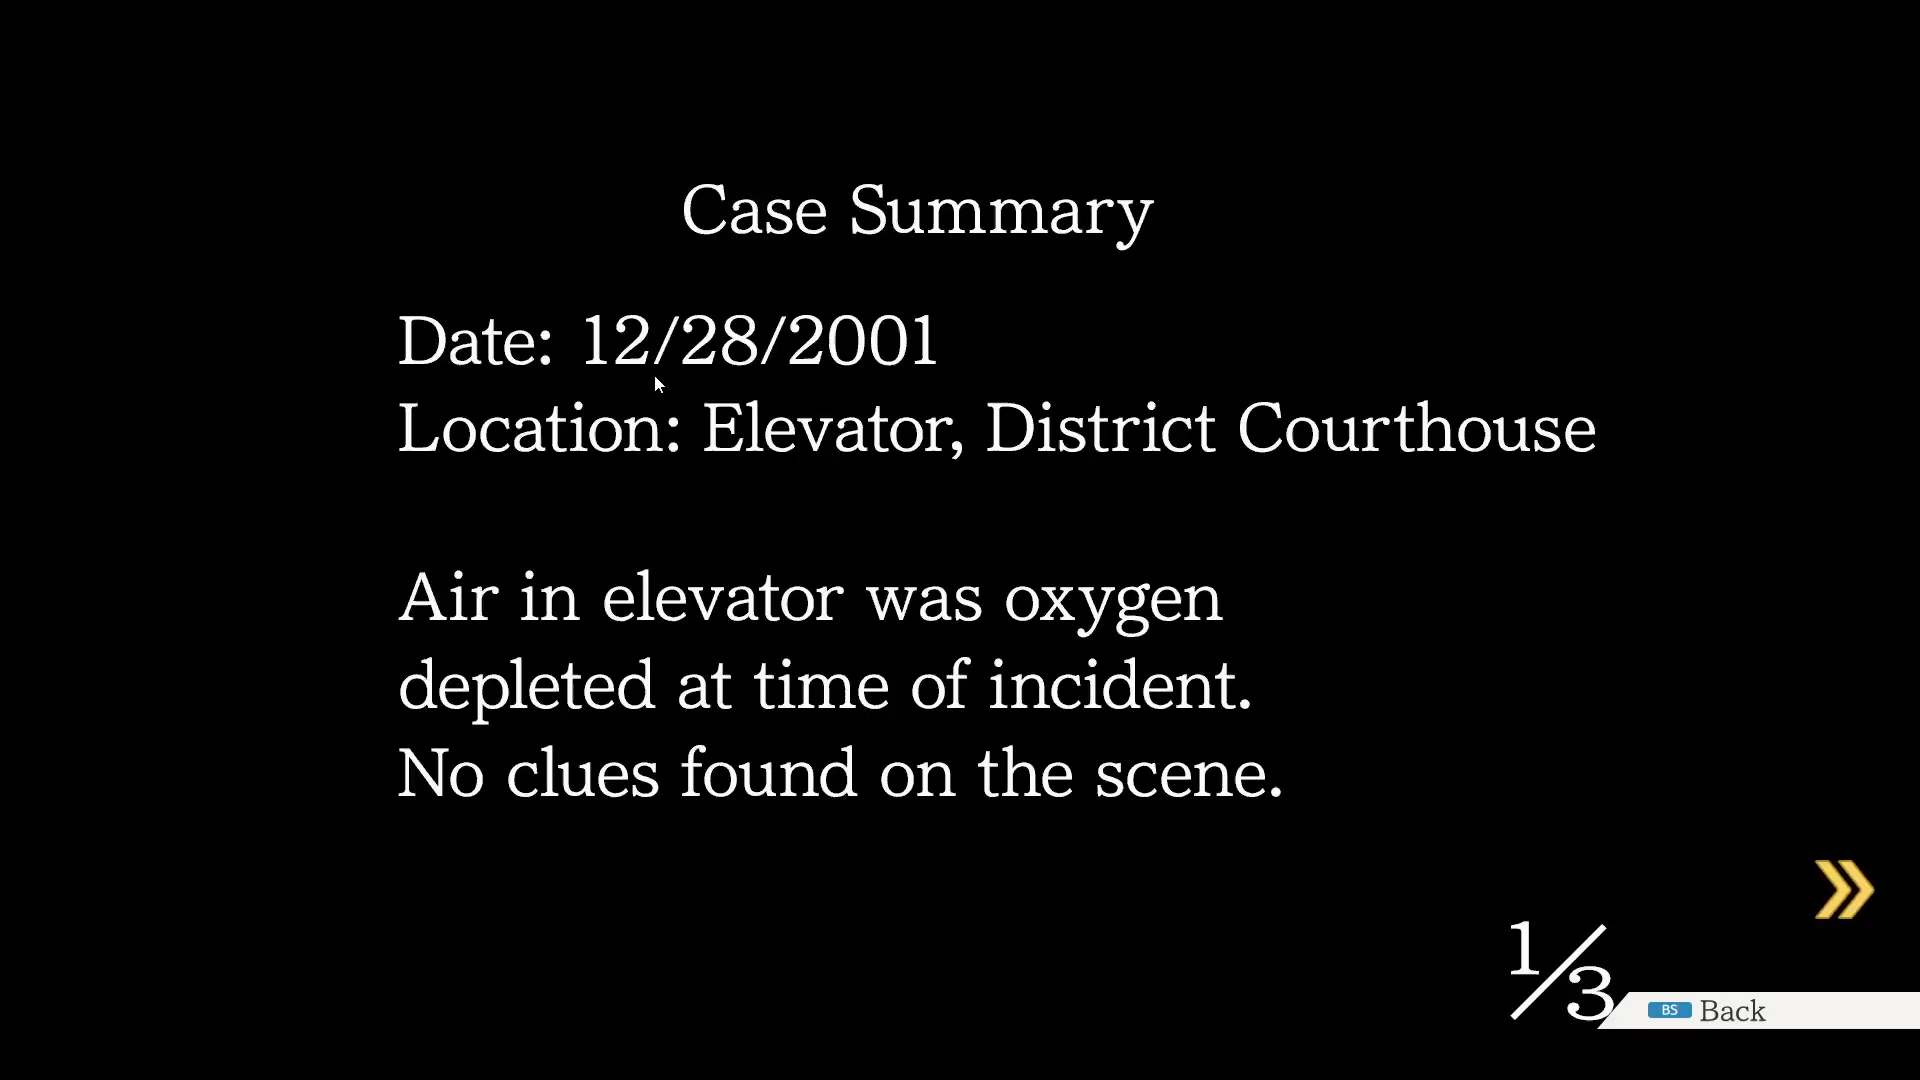 Case Summary
Date: 12/28/2001
Location: Elevator, District Courthouse
Air in elevator was oxygen
depleted at time of incident.
No clues found on the scene.
1/3
BS Back